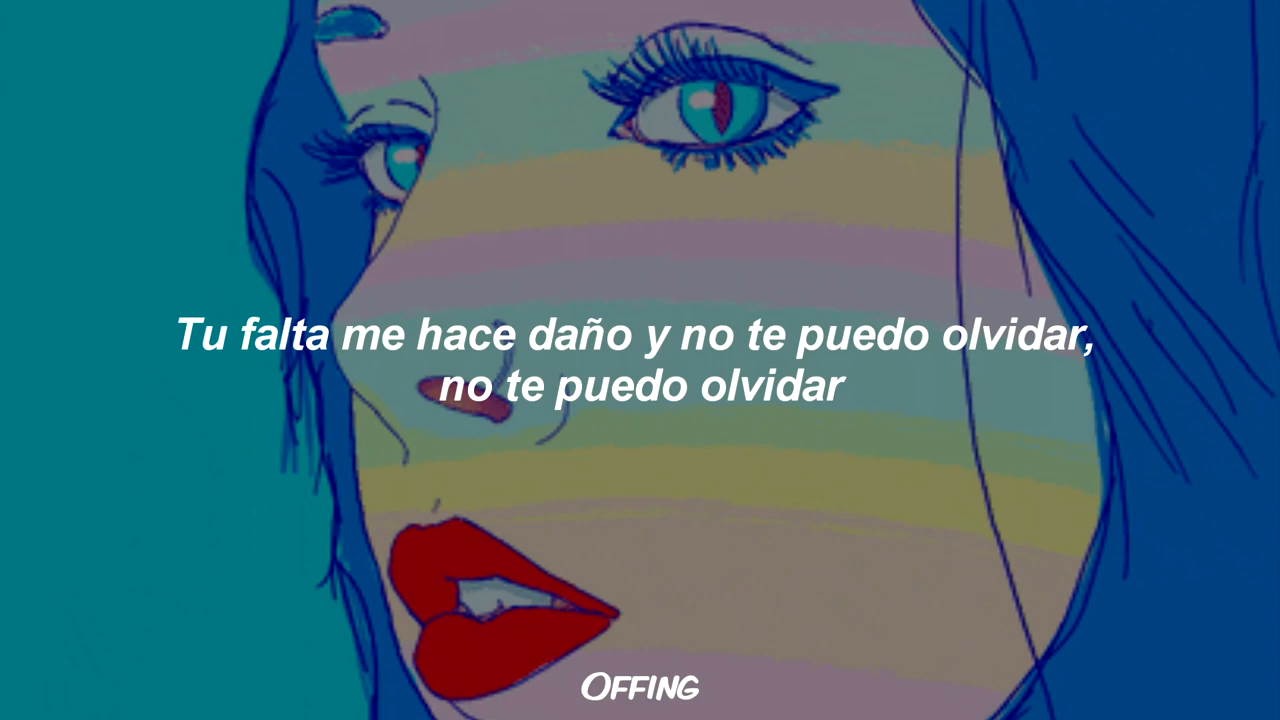 Tu falta me hace daño y no te puedo olvidar,
no te puedo olvidar
OFFING